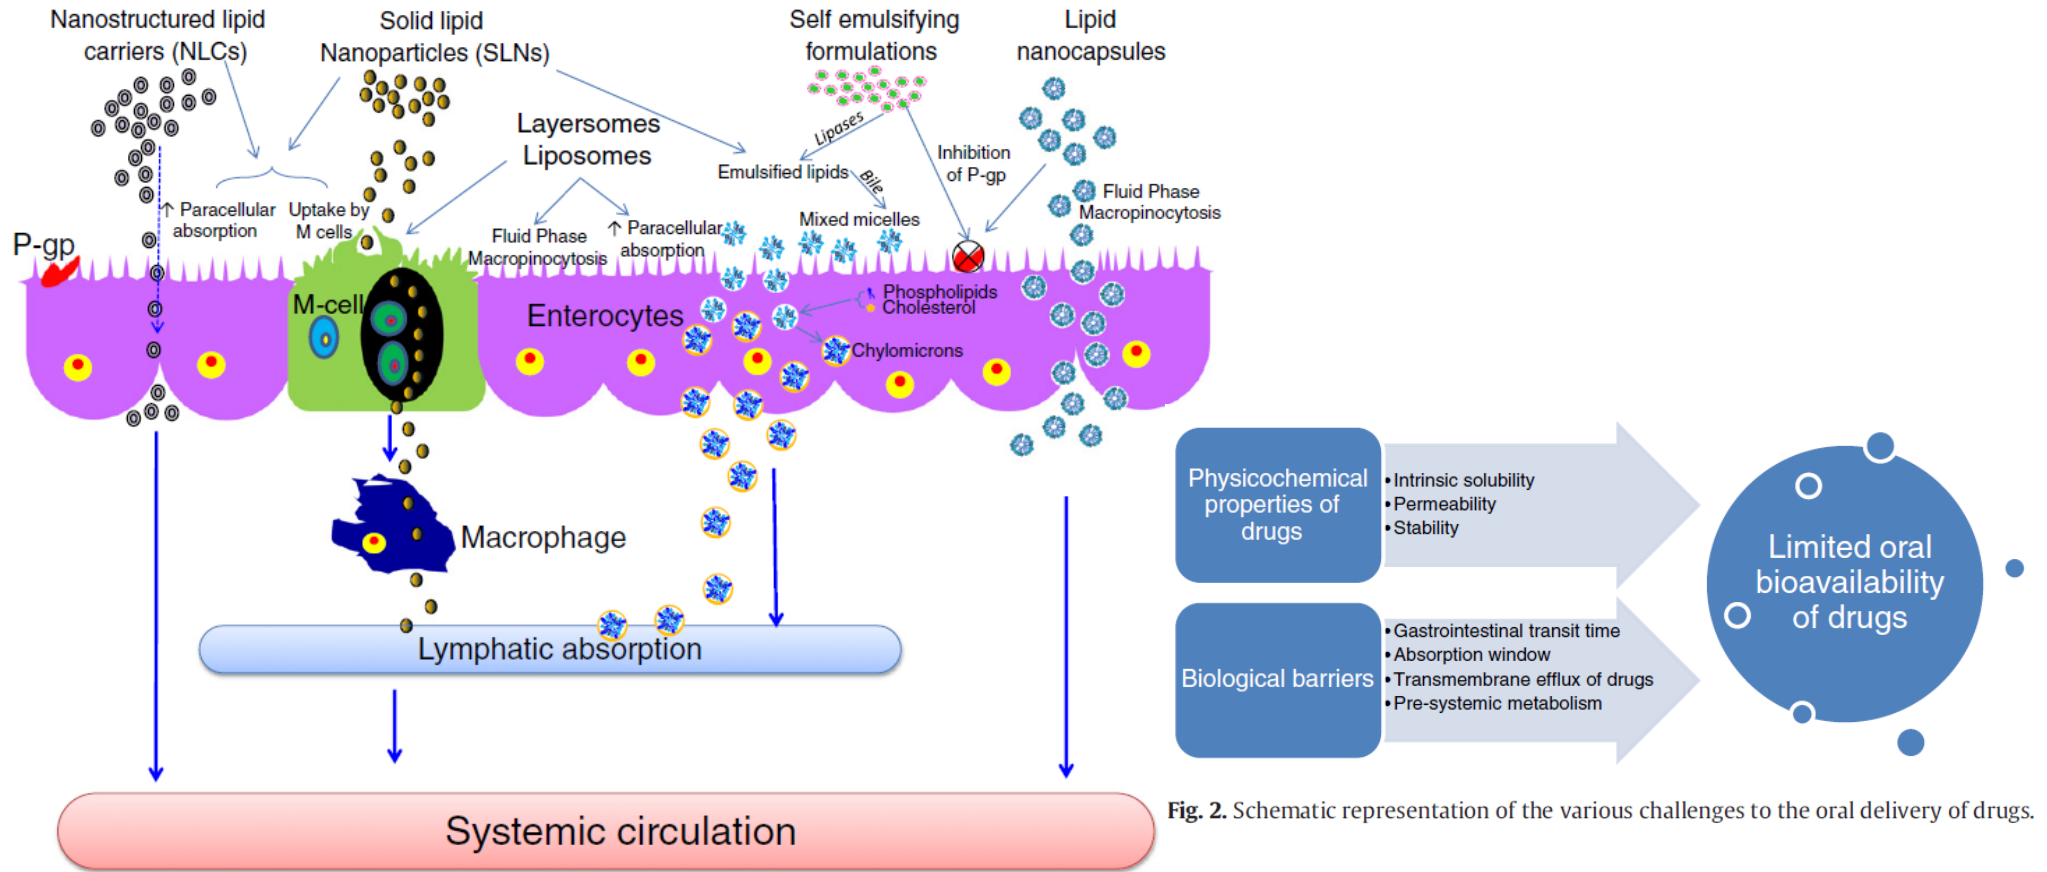 Nanostructured lipid
carriers (NLCs)
Solid lipid
Nanoparticles (SLNs)
Self emulsifying
formulations
Lipid
nanocapsules
Layersomes
Liposomes
Lipases
Emulsified lipids
Bile
Inhibition
of P-gp
Fluid Phase
Macropinocytosis
↑ Paracellular
absorption
Uptake by
M cells
Fluid Phase
Macropinocytosis
↑ Paracellular
absorption
Mixed micelles
P-gp
M-cell
Enterocytes
Phospholipids
Cholesterol
Chylomicrons
Macrophage
Lymphatic absorption
Systemic circulation
Physicochemical
properties of
drugs
•Intrinsic solubility
•Permeability
•Stability
Biological barriers
•Gastrointestinal transit time
•Absorption window
•Transmembrane efflux of drugs
•Pre-systemic metabolism
Limited oral
bioavailability
of drugs
Fig. 2. Schematic representation of the various challenges to the oral delivery of drugs.